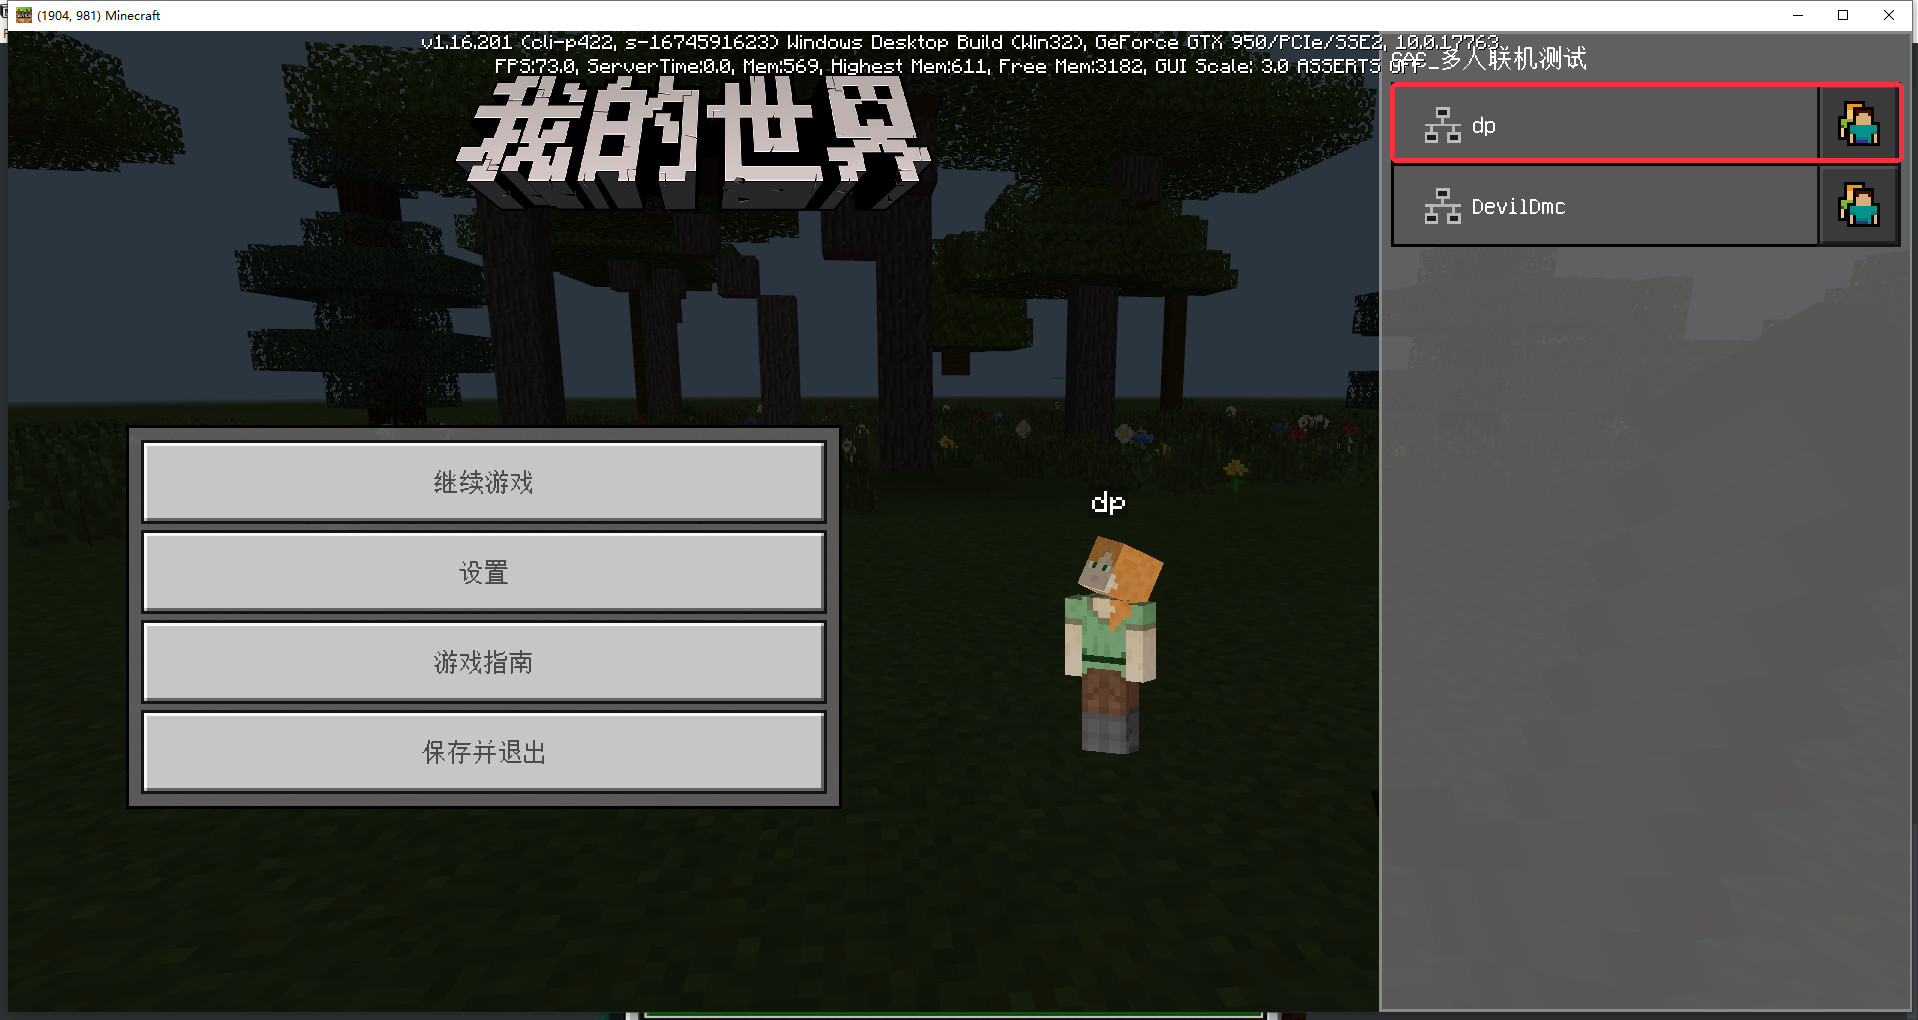 (1904, 981) Minecraft
v1.16.201 (cli-p422, s-1674591623) Windows Desktop Build (Win32), GeForce GTX 950/PCIe/SSE2, 10.0.17763
FPS:73.0, ServerTime:0.0, Mem:569, Highest Mem:611, Free Mem:3182, GUI Scale: 3.0 ASSERTS OFF
_多人联机测试
我的世界
dp
DevilDmc
继续游戏
设置
游戏指南
保存并退出
dp